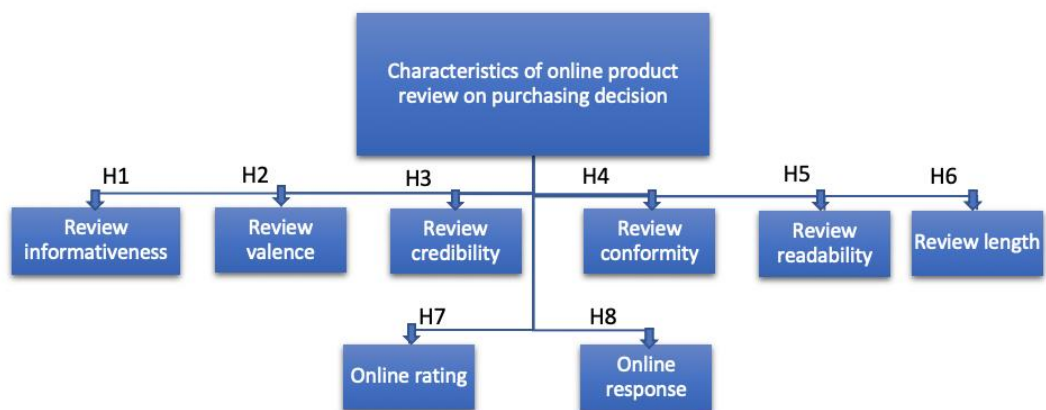 Characteristics of online product
review on purchasing decision
H1
H2
H3
H4
H5
H6
Review
informativeness
Review
valence
Review
credibility
Review
conformity
Review
readability
Review length
H7
H8
Online rating
Online
response